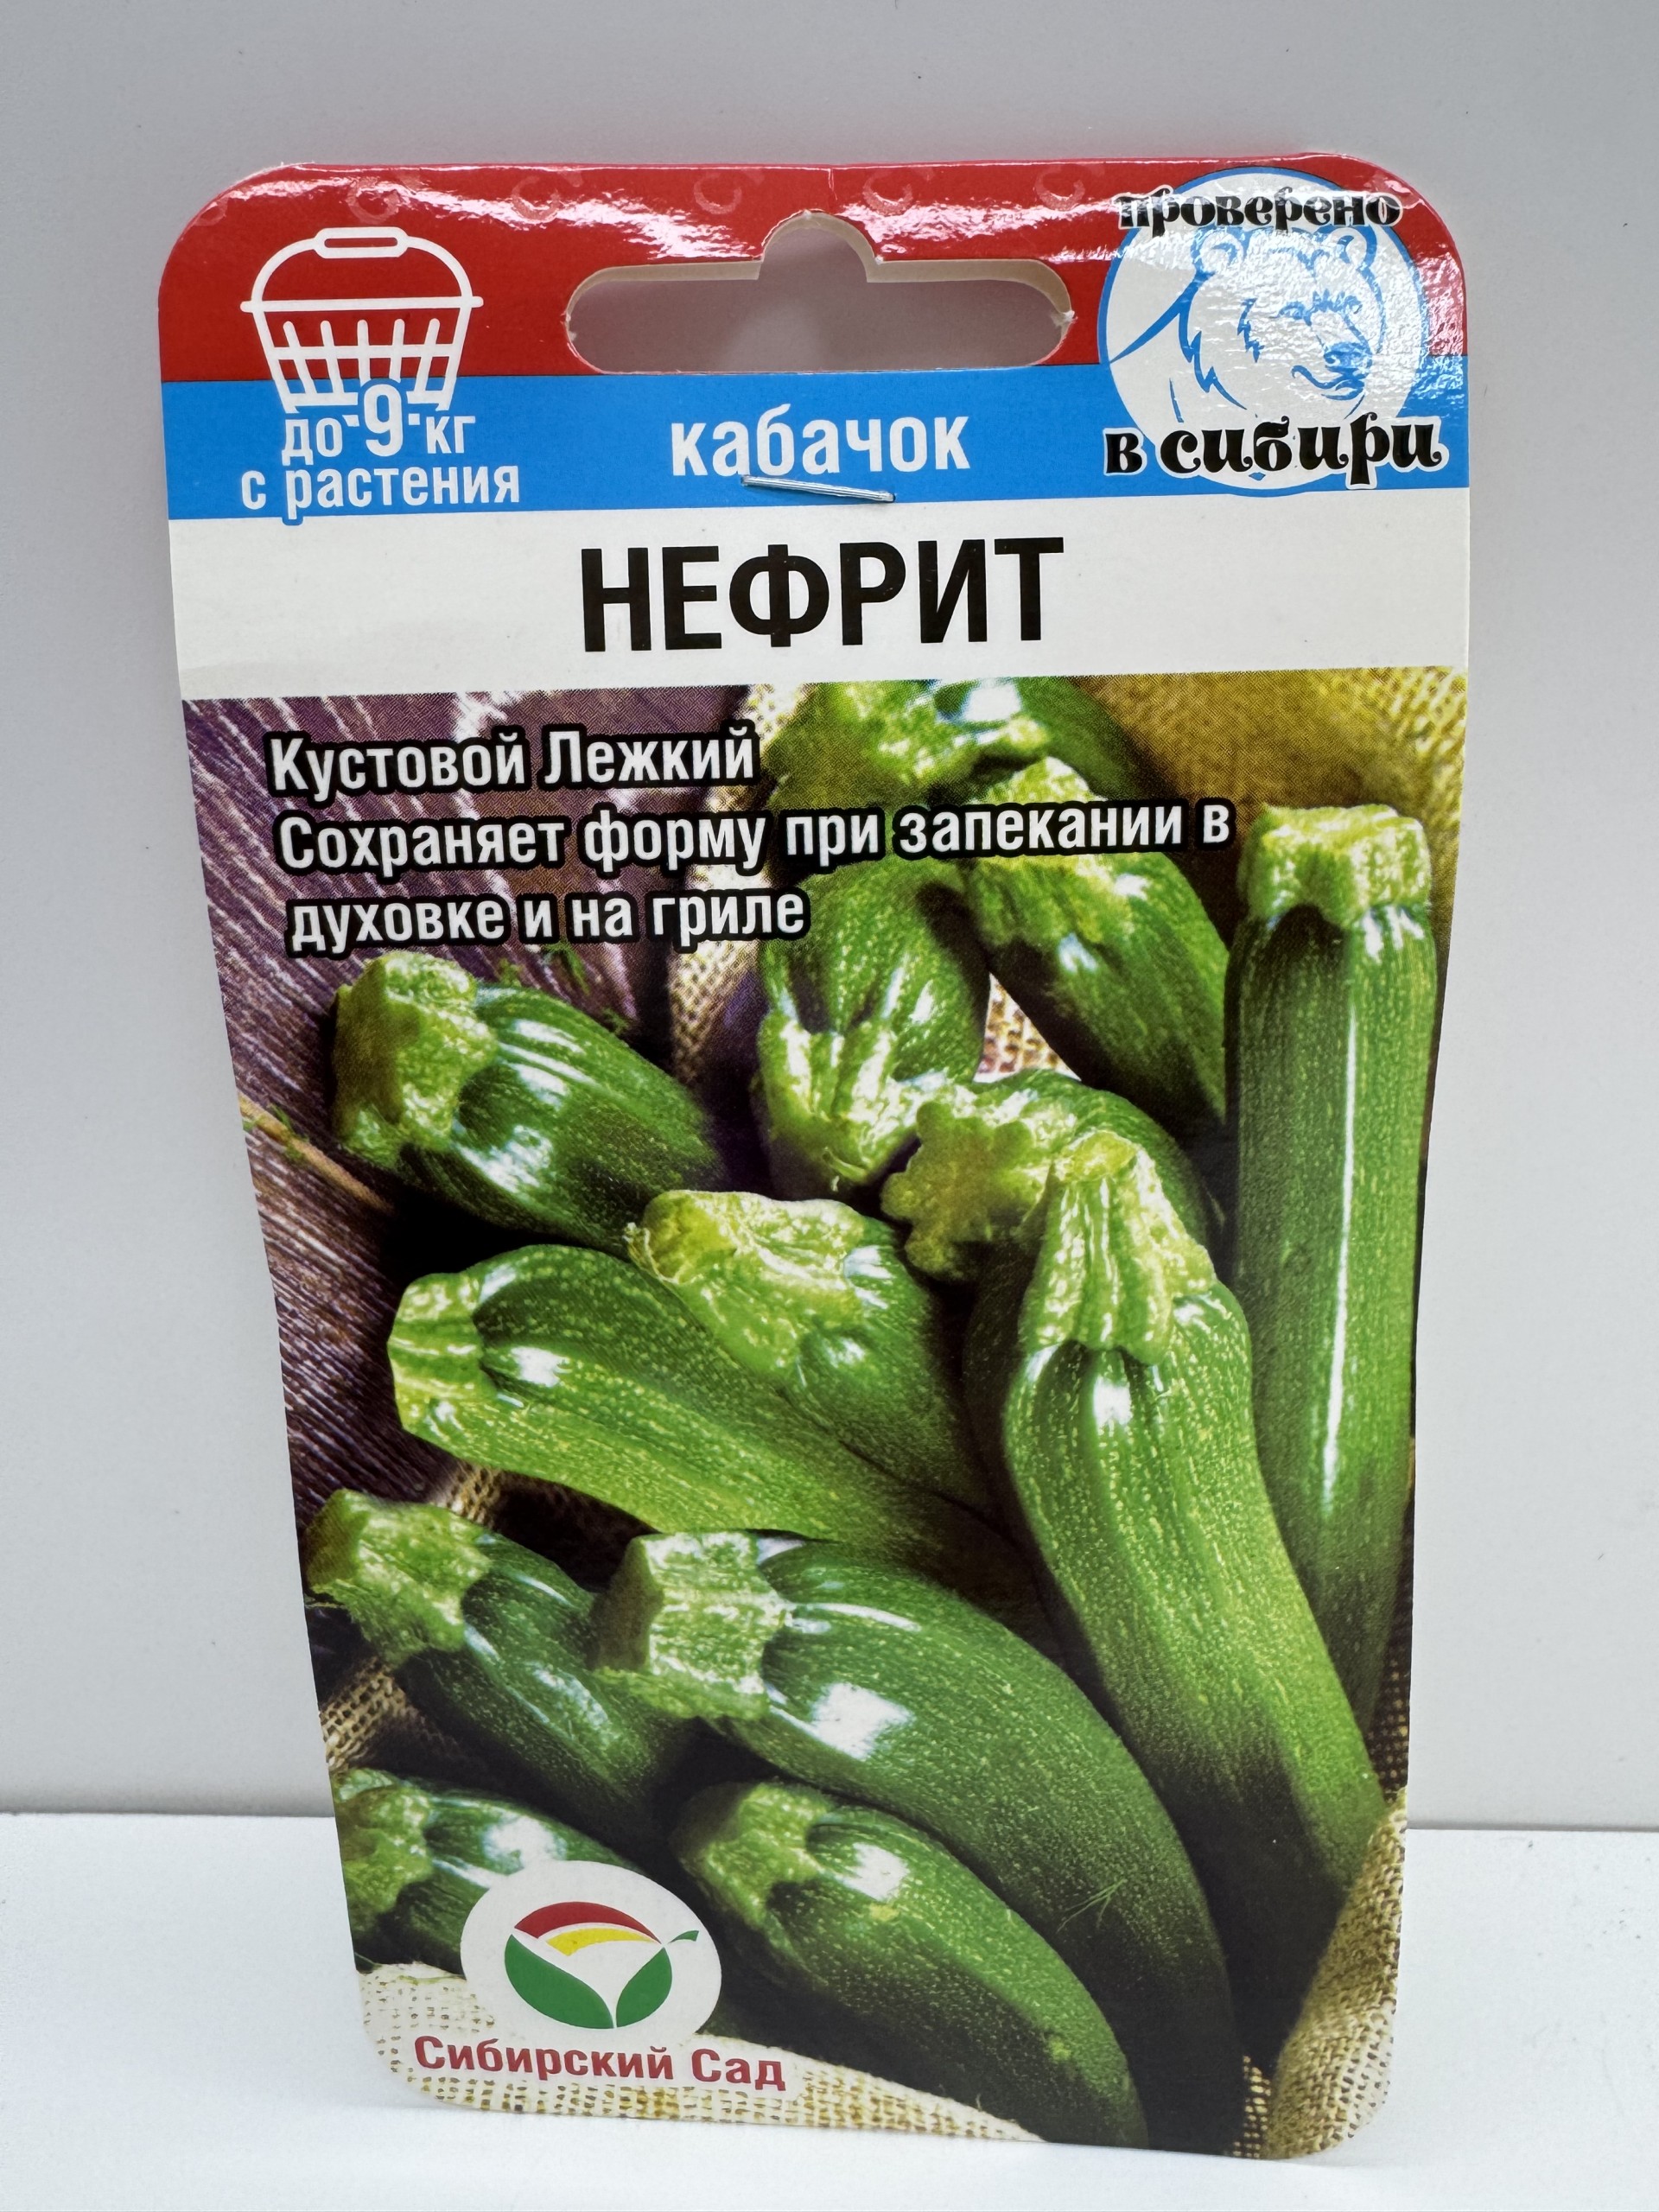 проверено
в сибири
до 9 кг
с растения
кабачок
НЕФРИТ
Кустовой Лежкий
Сохраняет форму при запекании в
духовке и на гриле
Сибирский Сад